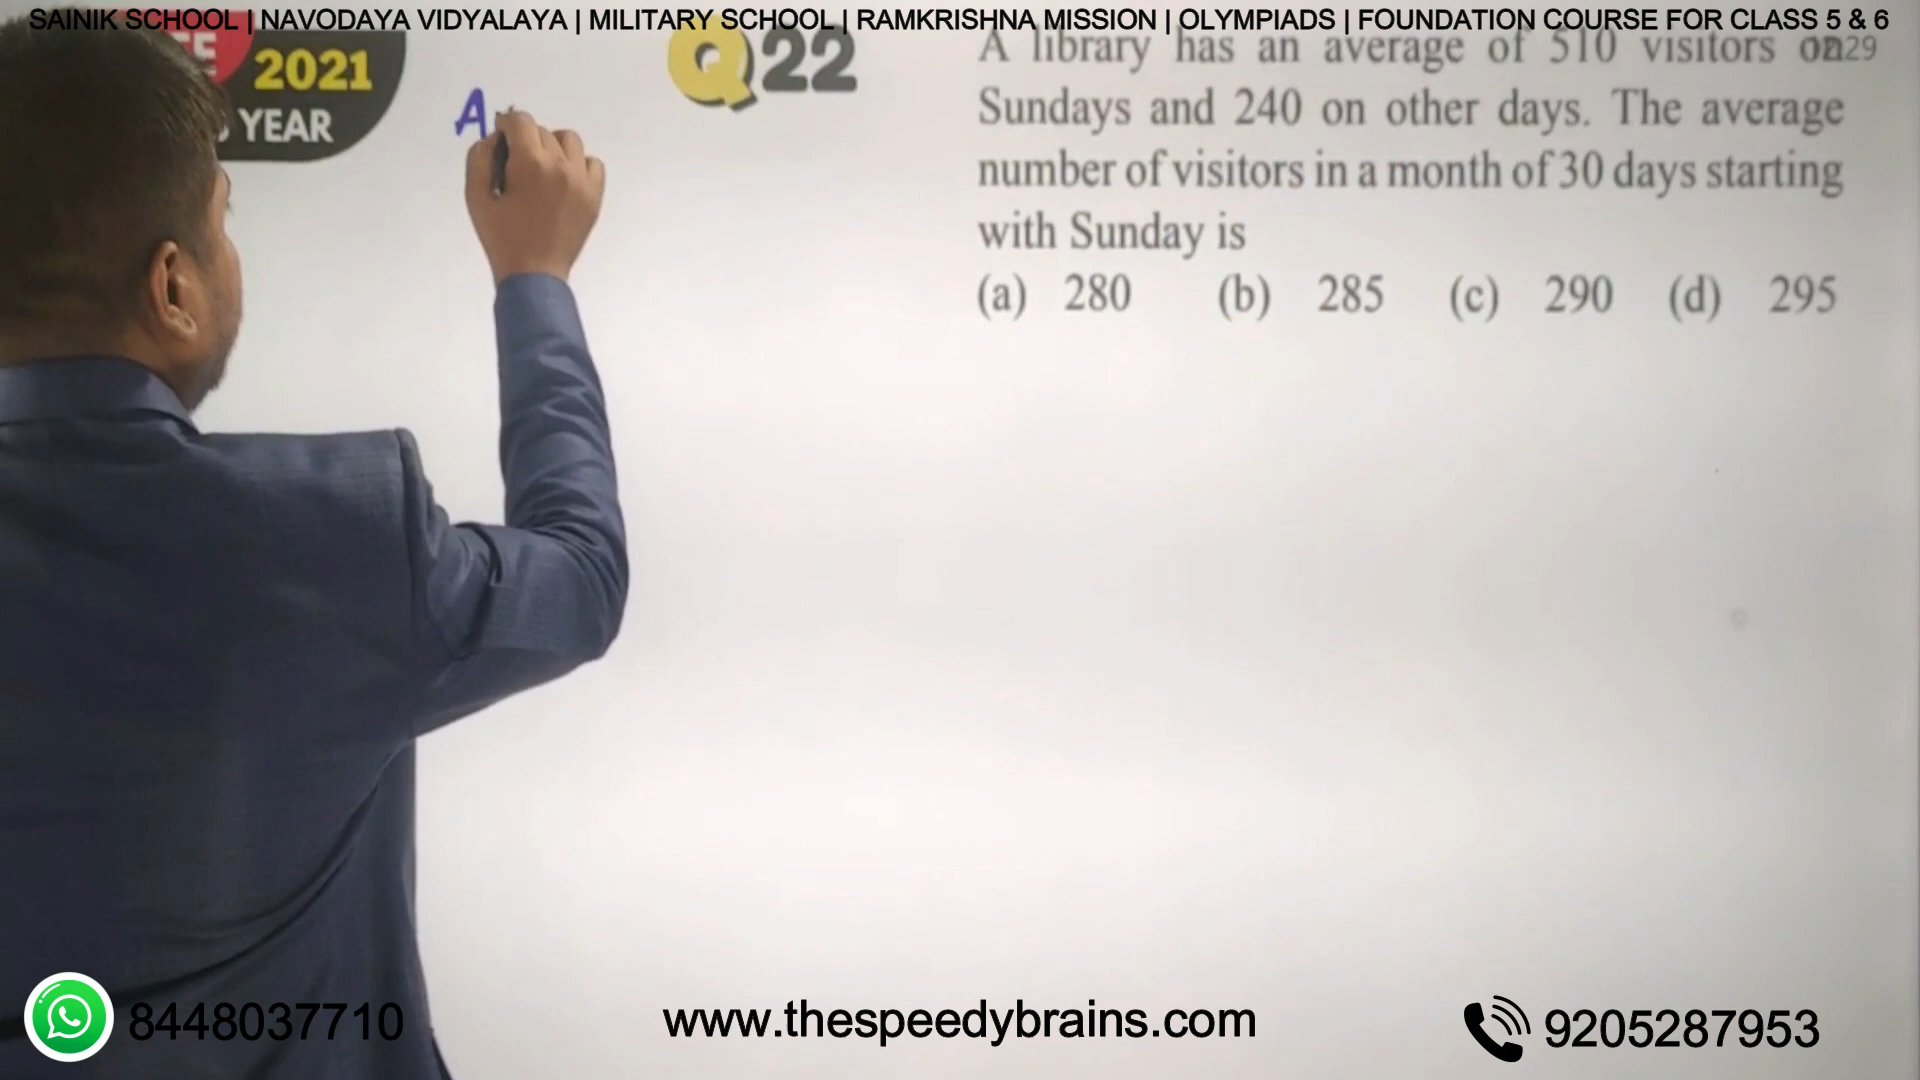 SAINIK SCHOOL | NAVODAYA VIDYALAYA | MILITARY SCHOOL | RAMKRISHNA MISSION | OLYMPIADS | FOUNDATION COURSE FOR CLASS 5 & 6
2021
YEAR
A
Q22
A library has an average of 510 visitors on
Sundays and 240 on other days. The average
number of visitors in a month of 30 days starting
with Sunday is
(a) 280 (b) 285 (c) 290 (d) 295
8448037710
www.thespeedybrains.com
9205287953